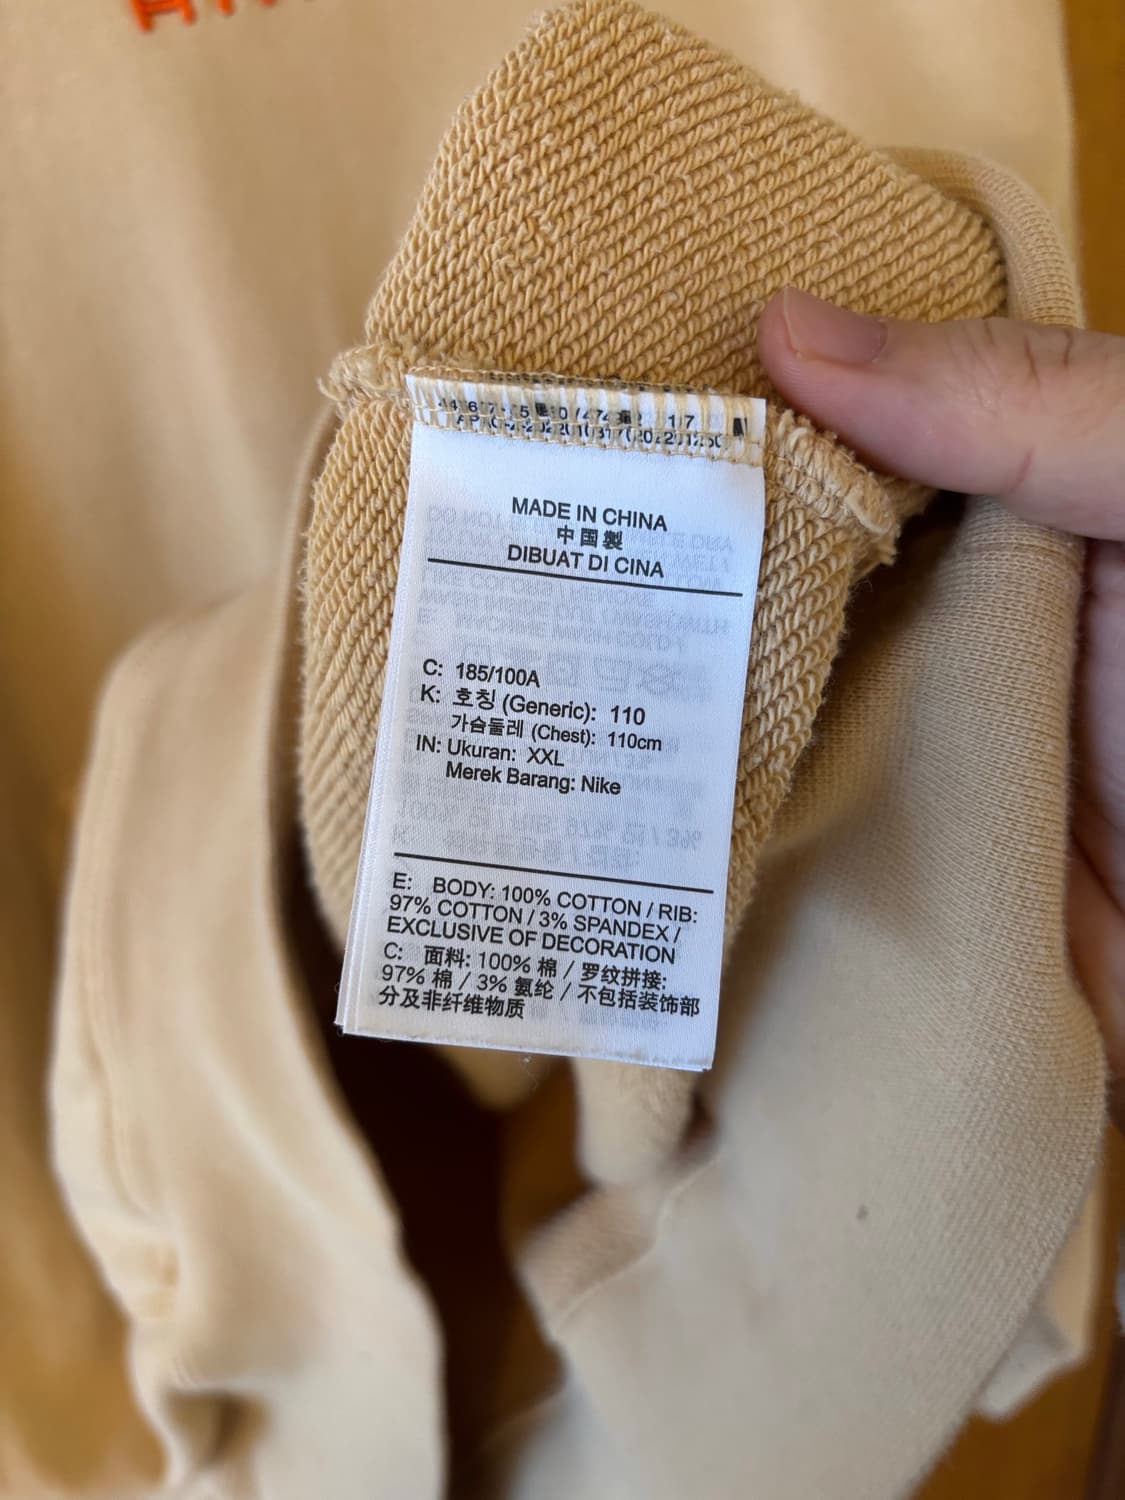 MADE IN CHINA
中国製
DIBUAT DI CINA
C: 185/100A
K: 호칭 (Generic): 110
가슴둘레 (Chest): 110cm
IN: Ukuran: XXL
Merek Barang: Nike
E: BODY: 100% COTTON / RIB:
97% COTTON / 3% SPANDEX /
EXCLUSIVE OF DECORATION
C: 面料: 100% 棉 / 罗纹拼接:
97% 棉 / 3% 氨纶 / 不包括装饰部
分及非纤维物质